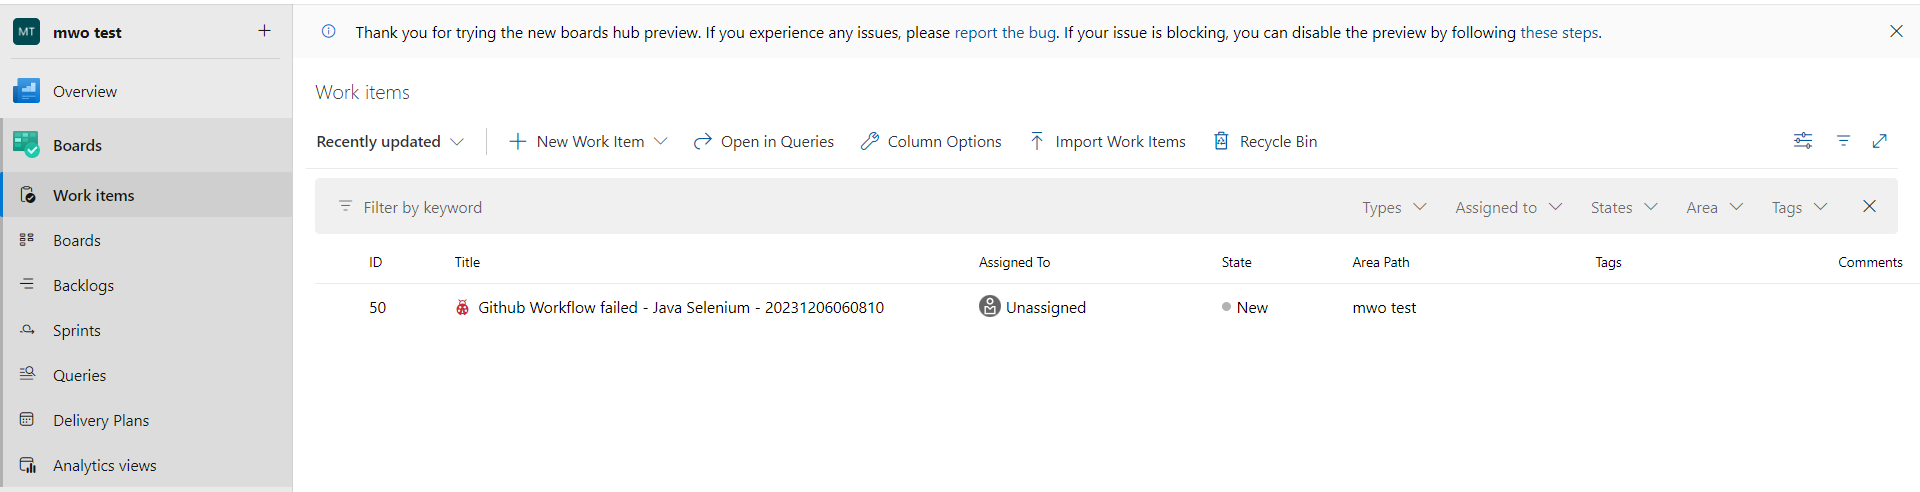 MT mwo test +
Thank you for trying the new boards hub preview. If you experience any issues, please report the bug. If your issue is blocking, you can disable the preview by following these steps.
Overview
Boards
Work items
Boards
Backlogs
Sprints
Queries
Delivery Plans
Analytics views
Work items
Recently updated New Work Item Open in Queries Column Options Import Work Items Recycle Bin
Filter by keyword Types Assigned to States Area Tags
ID Title Assigned To State Area Path Tags Comments
50 Github Workflow failed - Java Selenium - 20231206060810 Unassigned New mwo test